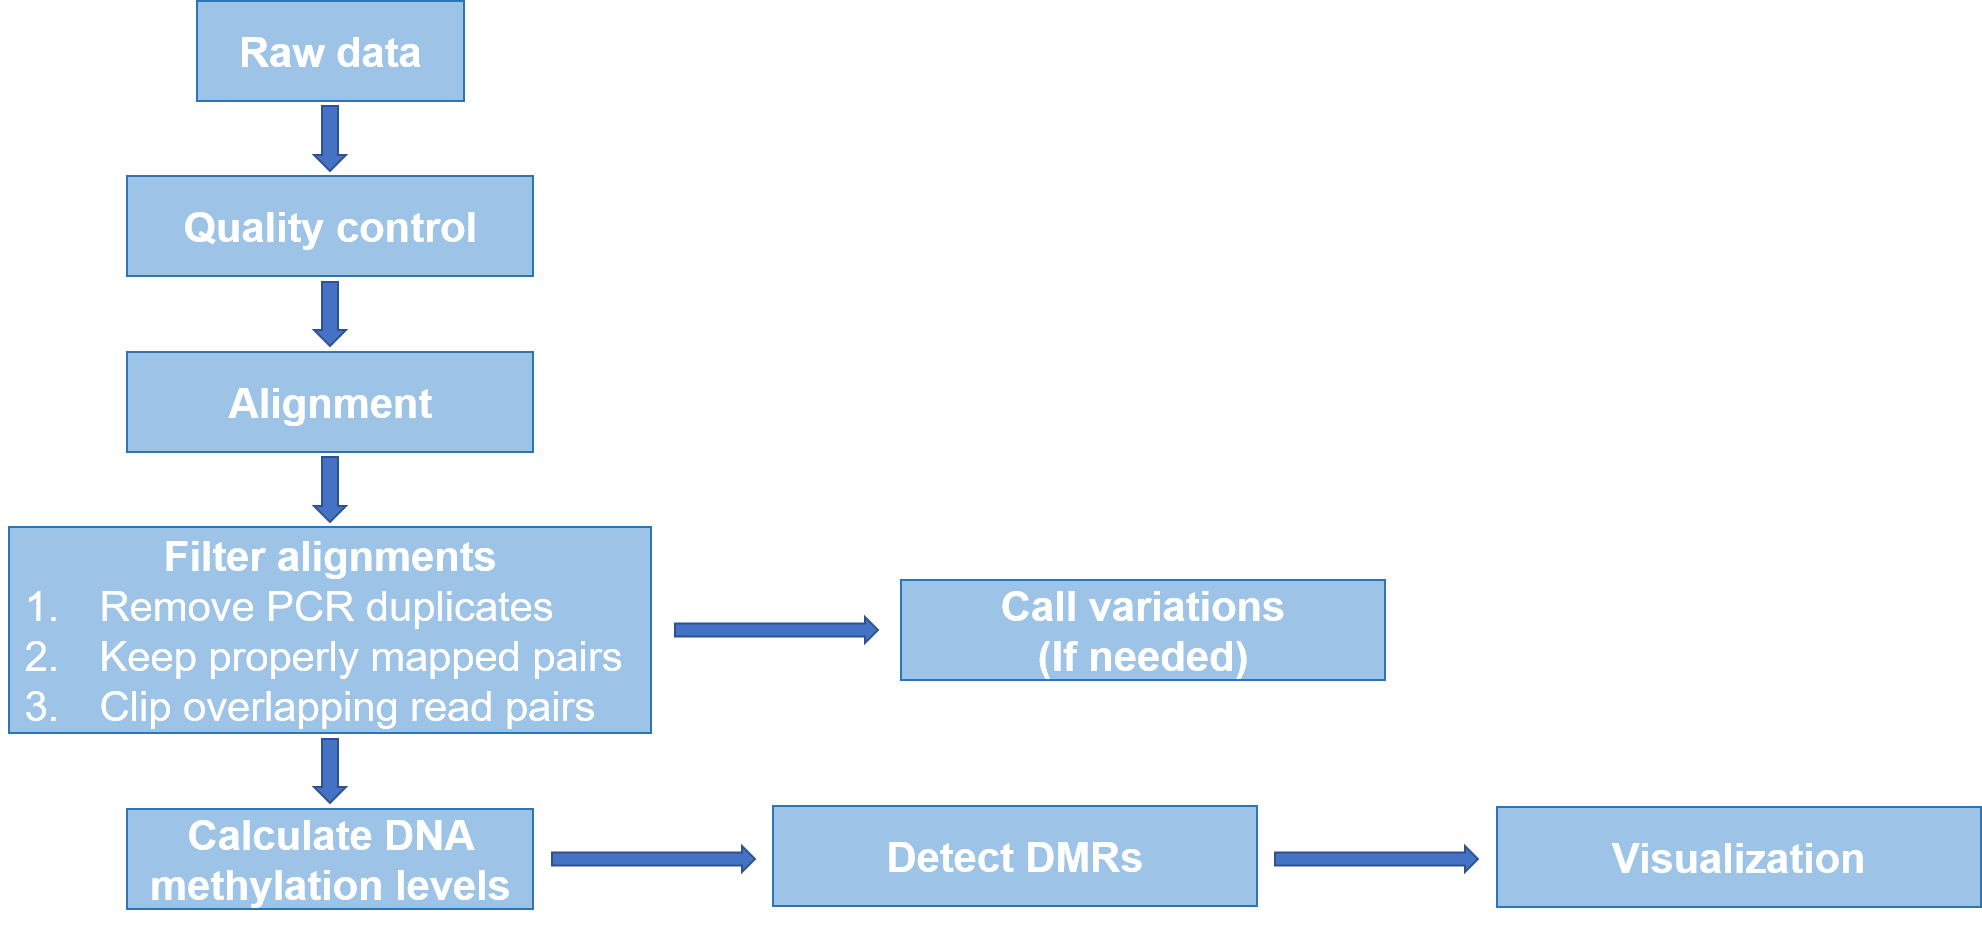 Raw data
Quality control
Alignment
Filter alignments
1. Remove PCR duplicates
2. Keep properly mapped pairs
3. Clip overlapping read pairs
Call variations
(If needed)
Calculate DNA
methylation levels
Detect DMRs
Visualization